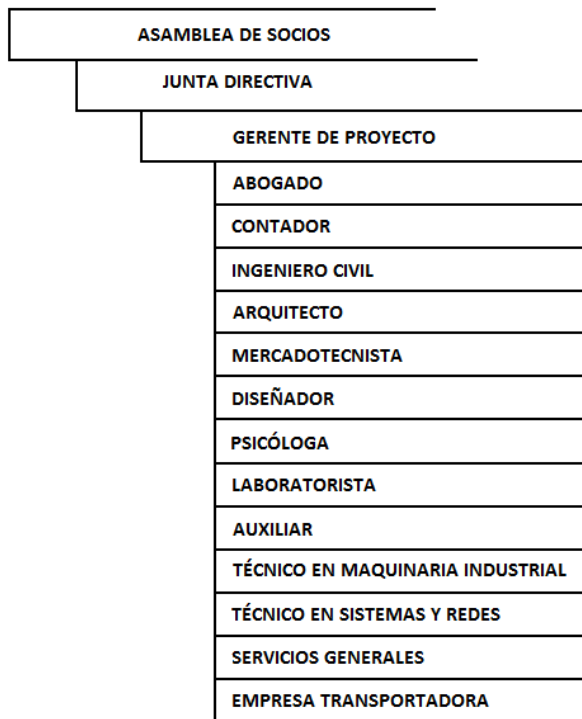 ASAMBLEA DE SOCIOS
JUNTA DIRECTIVA
GERENTE DE PROYECTO
ABOGADO
CONTADOR
INGENIERO CIVIL
ARQUITECTO
MERCADOTECNISTA
DISEÑADOR
PSICÓLOGA
LABORATORISTA
AUXILIAR
TÉCNICO EN MAQUINARIA INDUSTRIAL
TÉCNICO EN SISTEMAS Y REDES
SERVICIOS GENERALES
EMPRESA TRANSPORTADORA